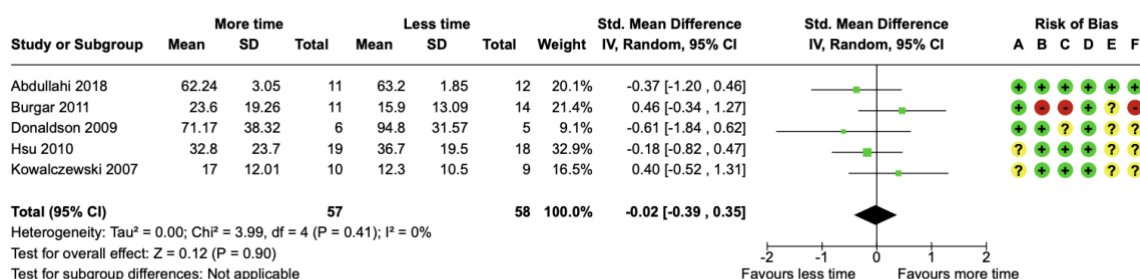 More time Less time Std. Mean Difference Std. Mean Difference Risk of Bias
Study or Subgroup Mean SD Total Mean SD Total Weight IV, Random, 95% CI IV, Random, 95% CI A B C D E F
Abdullahi 2018 62.24 3.05 11 63.2 1.85 12 20.1% -0.37 [-1.20 , 0.46] + + + + + +
Burgar 2011 23.6 19.26 11 15.9 13.09 14 21.4% 0.46 [-0.34 , 1.27] + - - + ? -
Donaldson 2009 71.17 38.32 6 94.8 31.57 5 9.1% -0.61 [-1.84 , 0.62] + + ? + ? ?
Hsu 2010 32.8 23.7 19 36.7 19.5 18 32.9% -0.18 [-0.82 , 0.47] ? + + + ? ?
Kowalczewski 2007 17 12.01 10 12.3 10.5 9 16.5% 0.40 [-0.52 , 1.31] ? + + + ? ?
Total (95% CI) 57 58 100.0% -0.02 [-0.39 , 0.35]
Heterogeneity: Tau² = 0.00; Chi² = 3.99, df = 4 (P = 0.41); I² = 0%
Test for overall effect: Z = 0.12 (P = 0.90)
Test for subgroup differences: Not applicable
-2 -1 0 1 2
Favours less time Favours more time